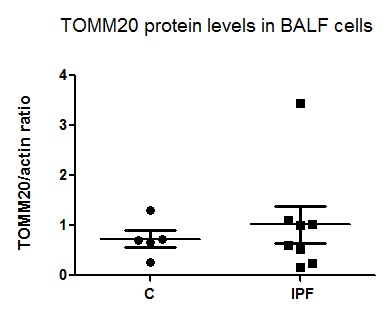 TOMM20 protein levels in BALF cells
TOMM20/actin ratio
4
3
2
1
0
C
IPF